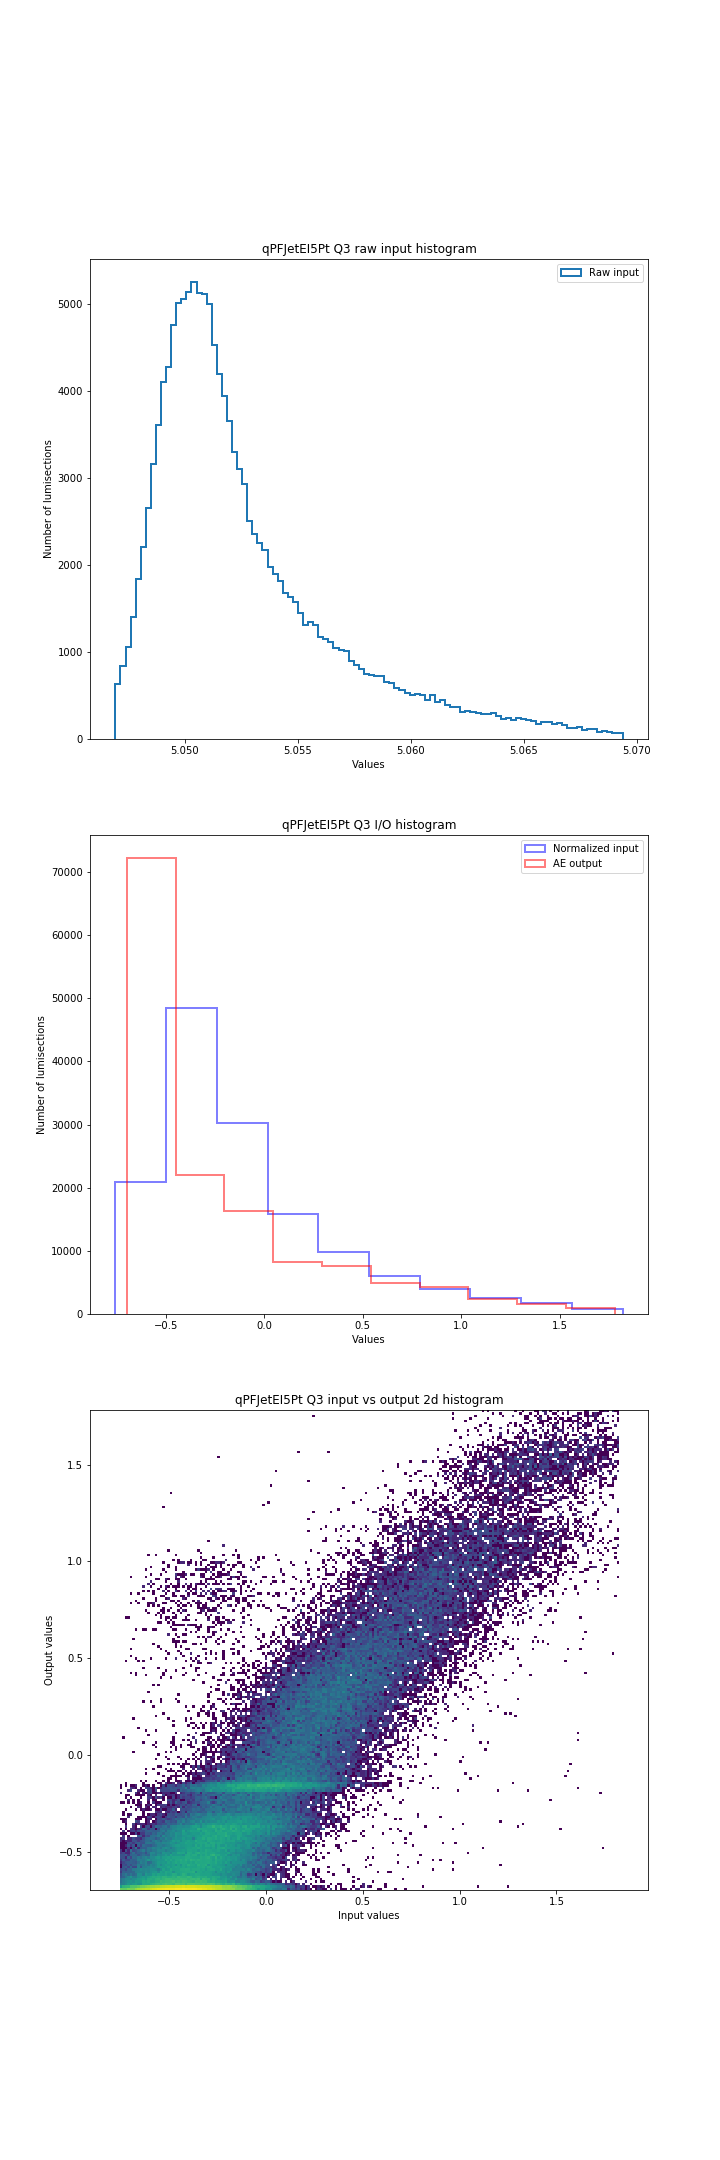 qPFJetEI5Pt Q3 raw input histogram
Raw input
5000
4000
3000
2000
1000
0
Number of lumisections
5.050 5.055 5.060 5.065 5.070
Values
qPFJetEI5Pt Q3 I/O histogram
Normalized input
AE output
70000
60000
50000
40000
30000
20000
10000
0
Number of lumisections
−0.5 0.0 0.5 1.0 1.5
Values
qPFJetEI5Pt Q3 input vs output 2d histogram
1.5
1.0
0.5
0.0
−0.5
Output values
−0.5 0.0 0.5 1.0 1.5
Input values